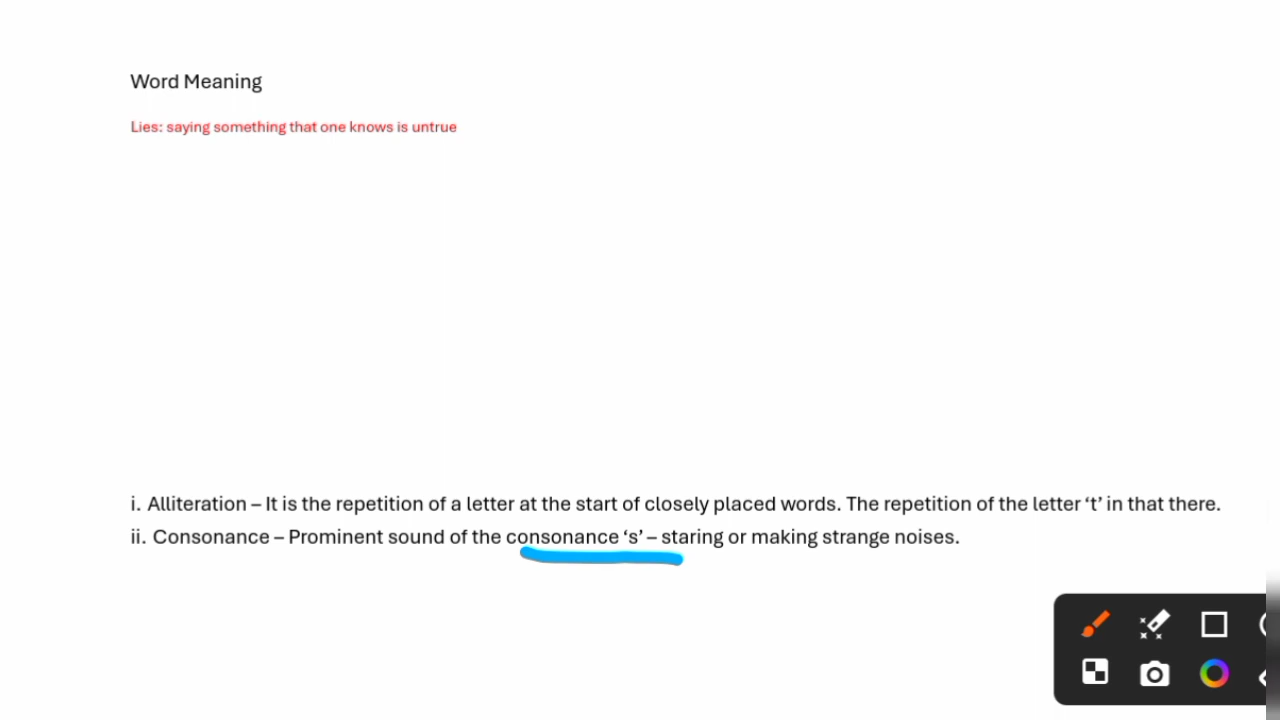 Word Meaning
Lies: saying something that one knows is untrue
i. Alliteration – It is the repetition of a letter at the start of closely placed words. The repetition of the letter ‘t’ in that there.
ii. Consonance – Prominent sound of the consonance ‘s’ – staring or making strange noises.